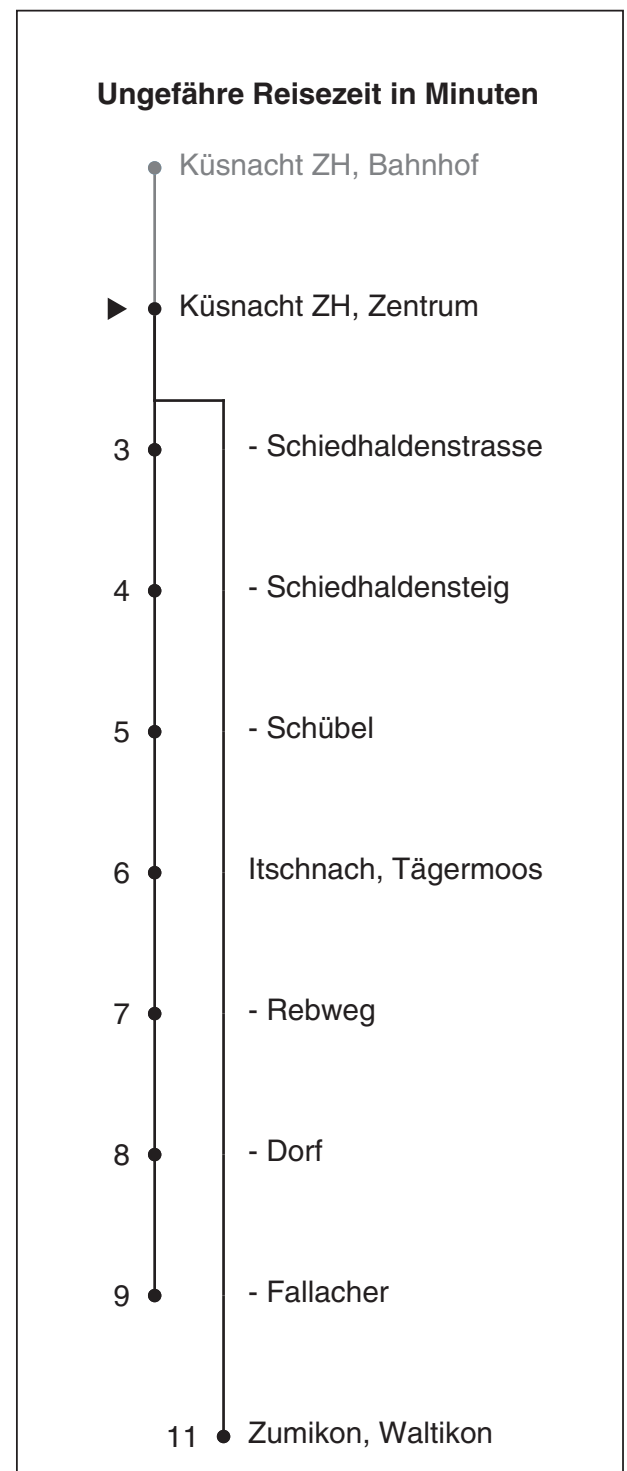 Ungefähre Reisezeit in Minuten
Küsnacht ZH, Bahnhof
Küsnacht ZH, Zentrum
3 - Schiedhaldenstrasse
4 - Schiedhaldensteig
5 - Schübel
6 Itschnach, Tägermoos
7 - Rebweg
8 - Dorf
9 - Fallacher
11 Zumikon, Waltikon